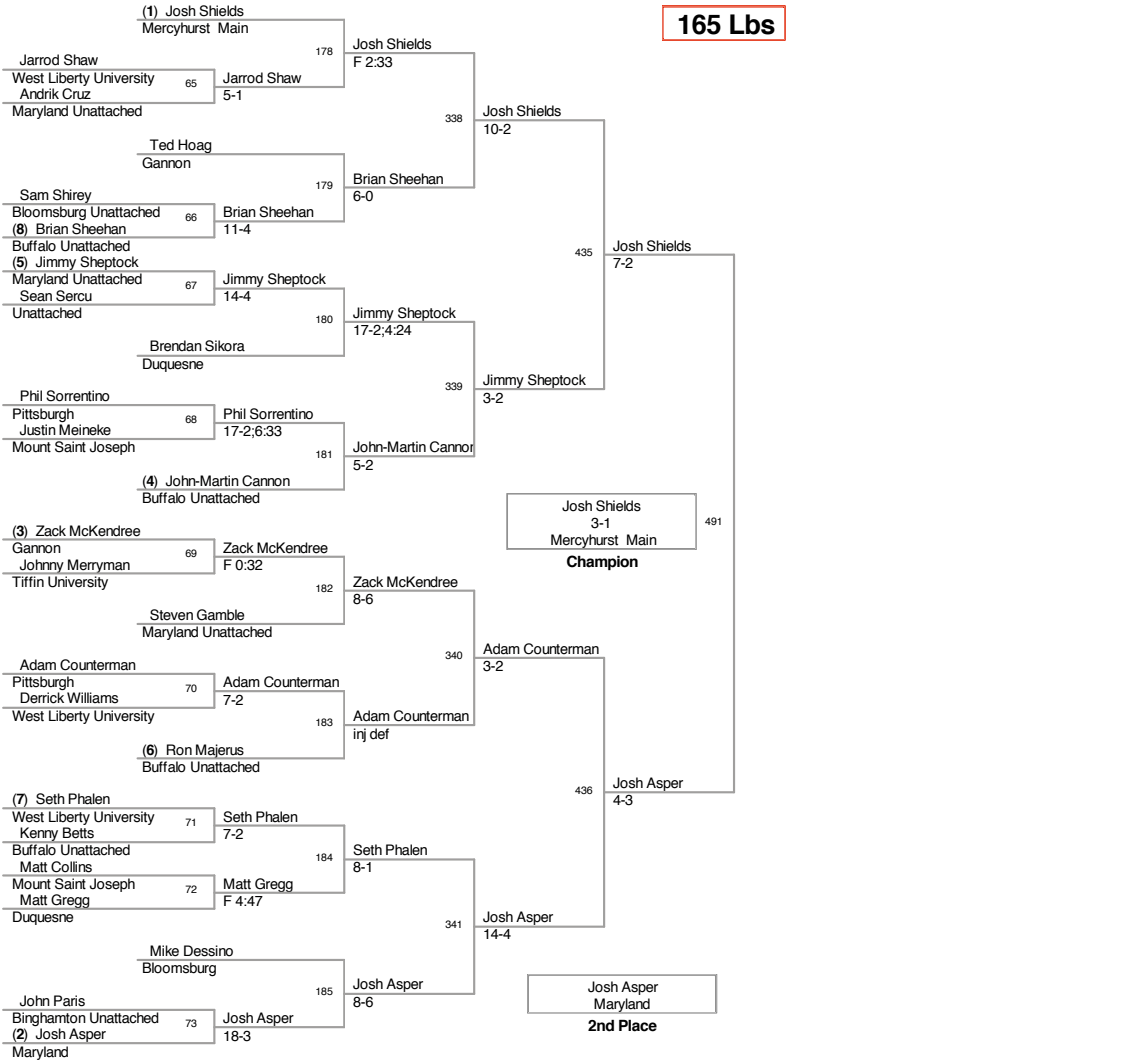 (1) Josh Shields
165 Lbs
Mercyhurst Main
178
Josh Shields
F 2:33
Jarrod Shaw
West Liberty University
65
Jarrod Shaw
5-1
Andrik Cruz
Maryland Unattached
338
Josh Shields
10-2
Ted Hoag
Gannon
179
Brian Sheehan
6-0
Sam Shirey
Bloomsburg Unattached
66
Brian Sheehan
11-4
(8) Brian Sheehan
Buffalo Unattached
435
Josh Shields
7-2
(5) Jimmy Sheptock
Maryland Unattached
67
Jimmy Sheptock
14-4
Sean Sercu
Unattached
180
Jimmy Sheptock
17-2;4:24
Brendan Sikora
Duquesne
339
Jimmy Sheptock
3-2
Phil Sorrentino
Pittsburgh
68
Phil Sorrentino
17-2;6:33
Justin Meineke
Mount Saint Joseph
181
John-Martin Cannon
5-2
(4) John-Martin Cannon
Buffalo Unattached
Josh Shields
3-1
Mercyhurst Main
491
Champion
(3) Zack McKendree
Gannon
69
Zack McKendree
F 0:32
Johnny Merryman
Tiffin University
182
Zack McKendree
8-6
Steven Gamble
Maryland Unattached
340
Adam Counterman
3-2
Adam Counterman
Pittsburgh
70
Adam Counterman
7-2
Derrick Williams
West Liberty University
183
Adam Counterman
inj def
(6) Ron Majerus
Buffalo Unattached
436
Josh Asper
4-3
(7) Seth Phalen
West Liberty University
71
Seth Phalen
7-2
Kenny Betts
Buffalo Unattached
184
Seth Phalen
8-1
Matt Collins
Mount Saint Joseph
72
Matt Gregg
F 4:47
Matt Gregg
Duquesne
341
Josh Asper
14-4
Mike Dessino
Bloomsburg
185
Josh Asper
8-6
John Paris
Binghamton Unattached
73
Josh Asper
18-3
(2) Josh Asper
Maryland
Josh Asper
Maryland
2nd Place